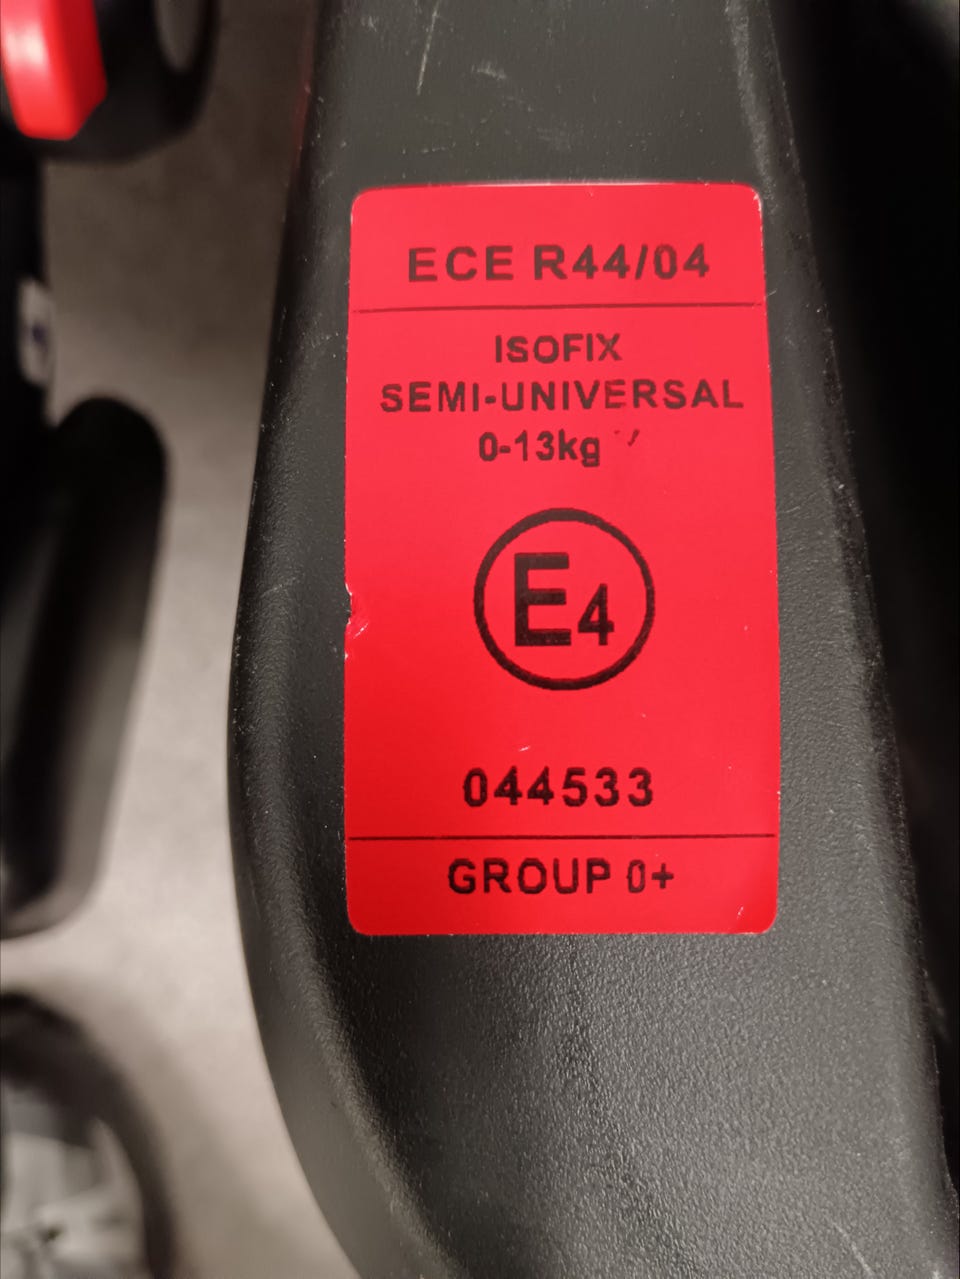 ECE R44/04
ISOFIX
SEMI-UNIVERSAL
0-13kg
E4
044533
GROUP 0+